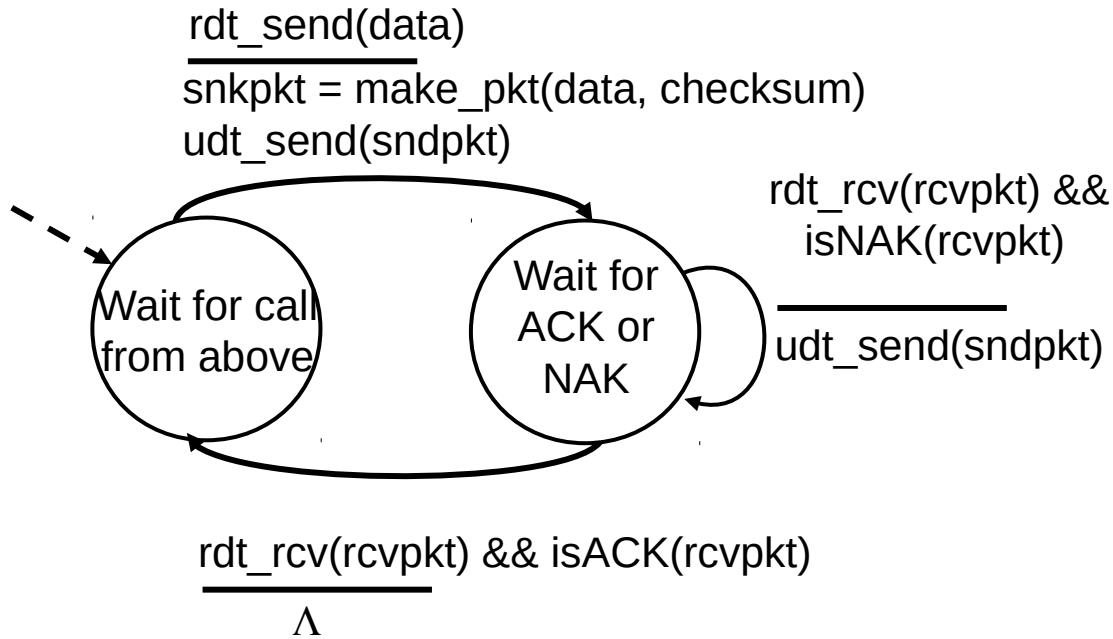 rdt_send(data)
snkpkt = make_pkt(data, checksum)
udt_send(sndpkt)
rdt_rcv(rcvpkt) &&
isNAK(rcvpkt)
udt_send(sndpkt)
Wait for call
from above
Wait for
ACK or
NAK
rdt_rcv(rcvpkt) && isACK(rcvpkt)
Λ